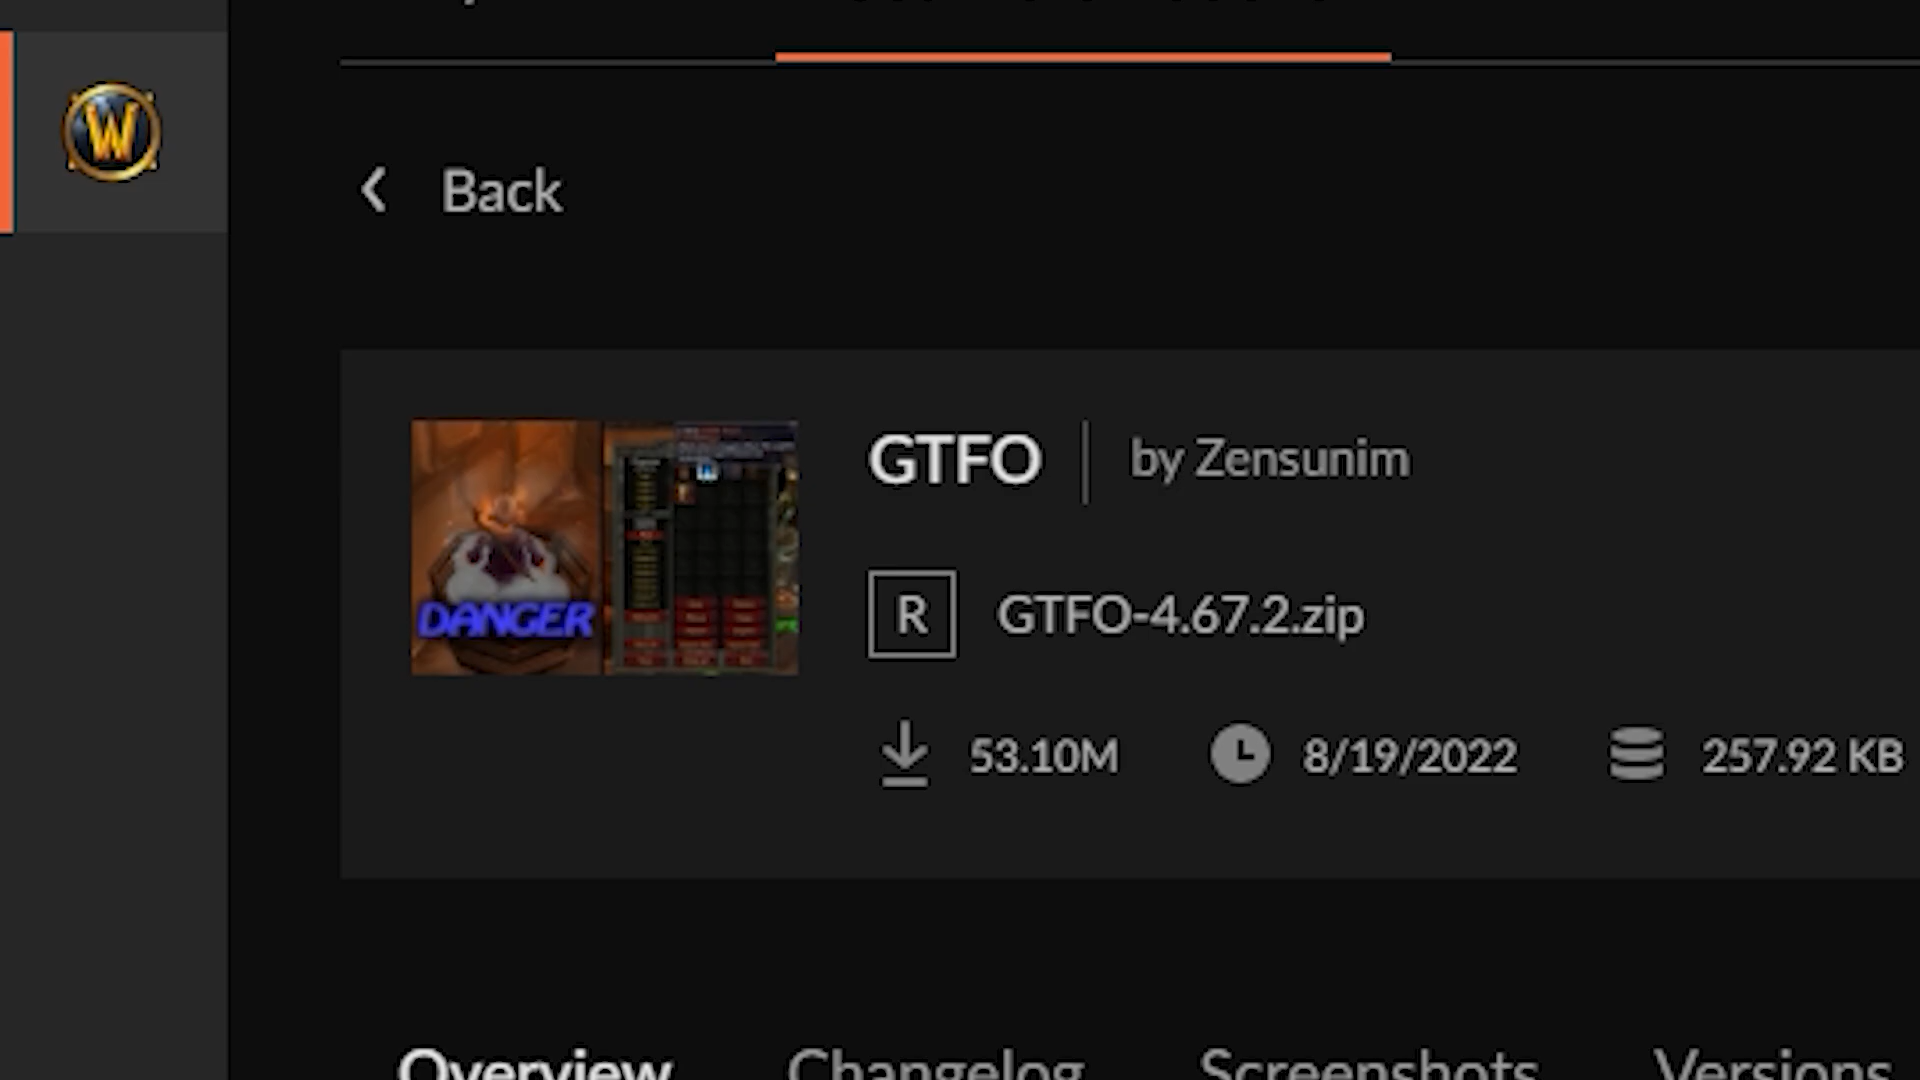 W
Back
DANGER
GTFO | by Zensunim
R GTFO-4.67.2.zip
53.10M 8/19/2022 257.92 KB
Overview Changelog Screenshots Versions